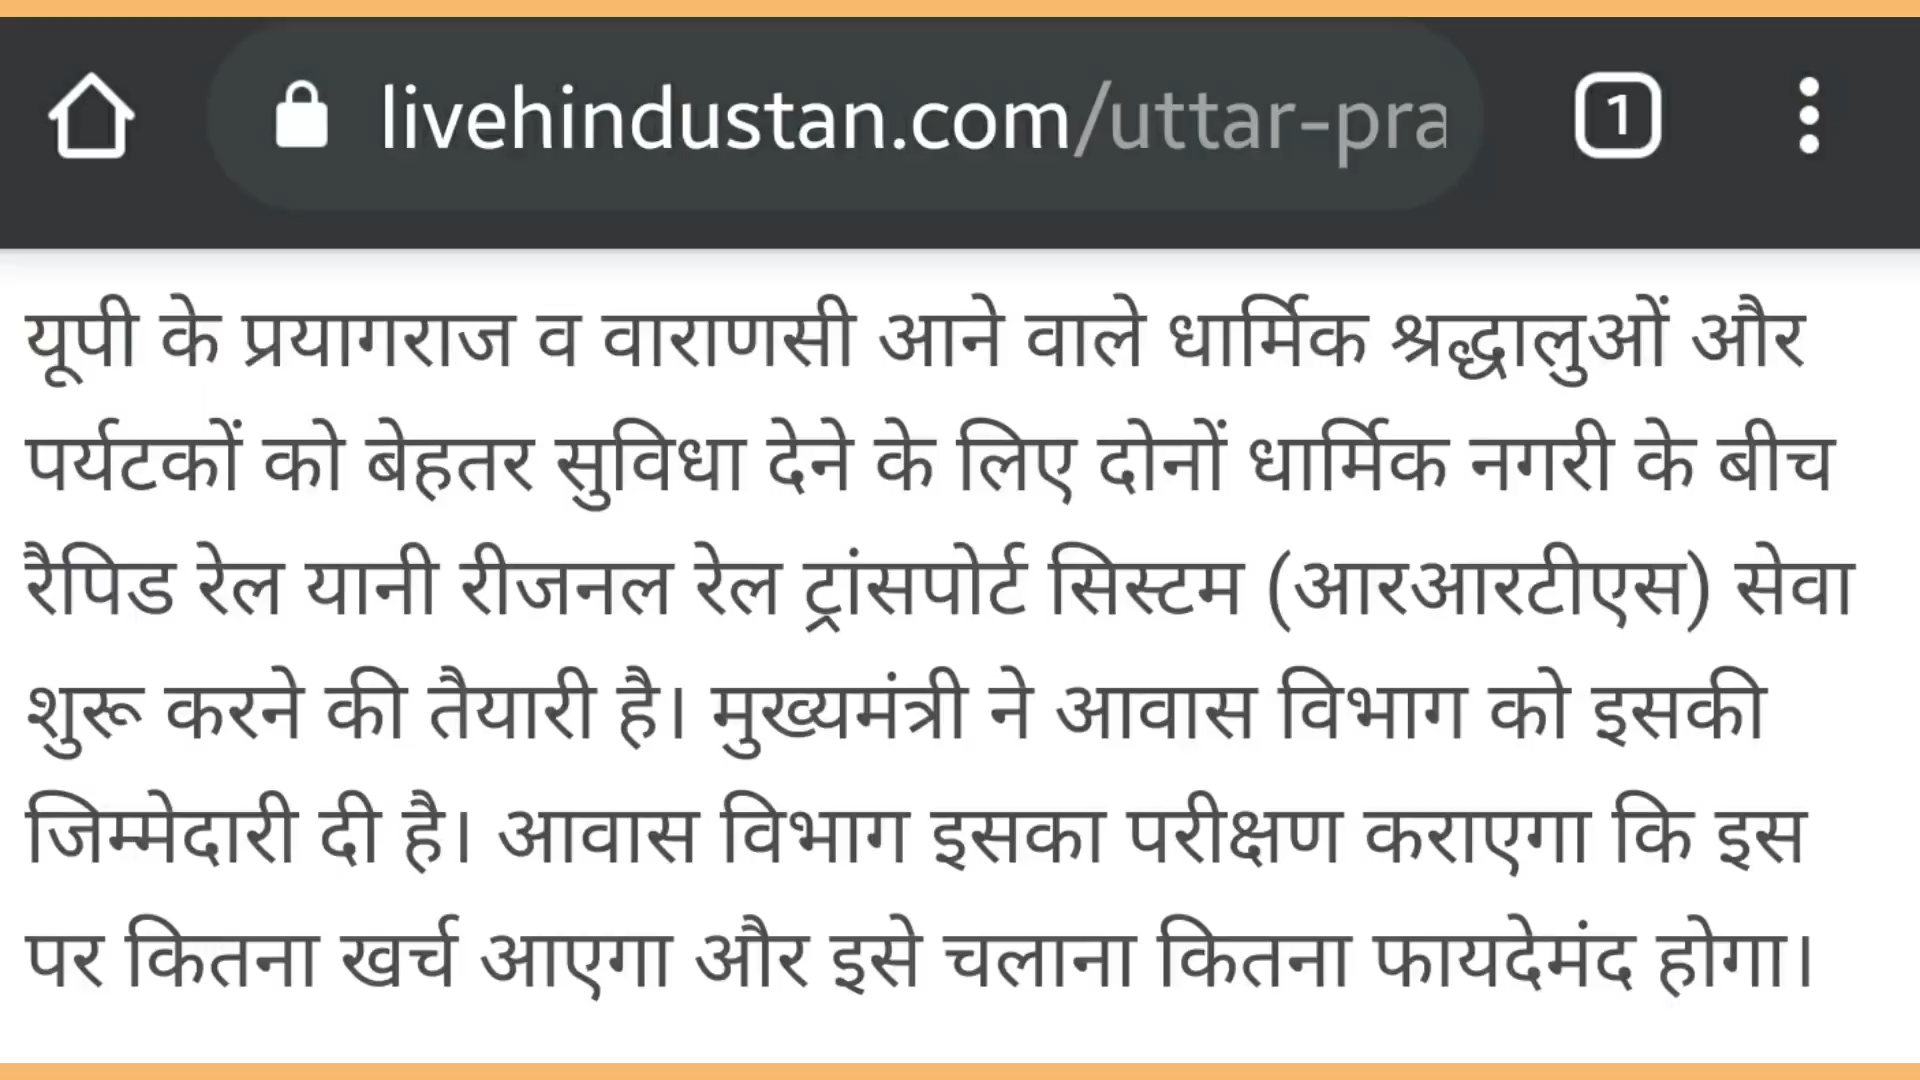 livehindustan.com/uttar-pra
1
यूपी के प्रयागराज व वाराणसी आने वाले धार्मिक श्रद्धालुओं और
पर्यटकों को बेहतर सुविधा देने के लिए दोनों धार्मिक नगरी के बीच
रैपिड रेल यानी रीजनल रेल ट्रांसपोर्ट सिस्टम (आरआरटीएस) सेवा
शुरू करने की तैयारी है। मुख्यमंत्री ने आवास विभाग को इसकी
जिम्मेदारी दी है। आवास विभाग इसका परीक्षण कराएगा कि इस
पर कितना खर्च आएगा और इसे चलाना कितना फायदेमंद होगा।